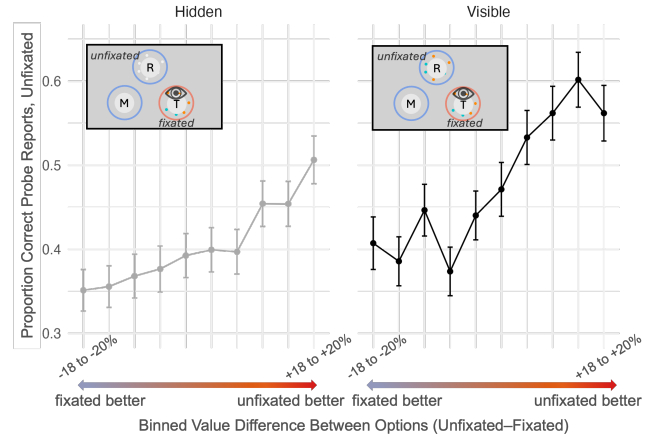 Hidden
Visible
Proportion Correct Probe Reports, Unfixated
0.6
0.5
0.4
0.3
unfixated
R
M
T
fixated
unfixated
R
M
T
fixated
-18 to -20%
+18 to +20%
-18 to -20%
+18 to +20%
fixated better
unfixated better
fixated better
unfixated better
Binned Value Difference Between Options (Unfixated–Fixated)